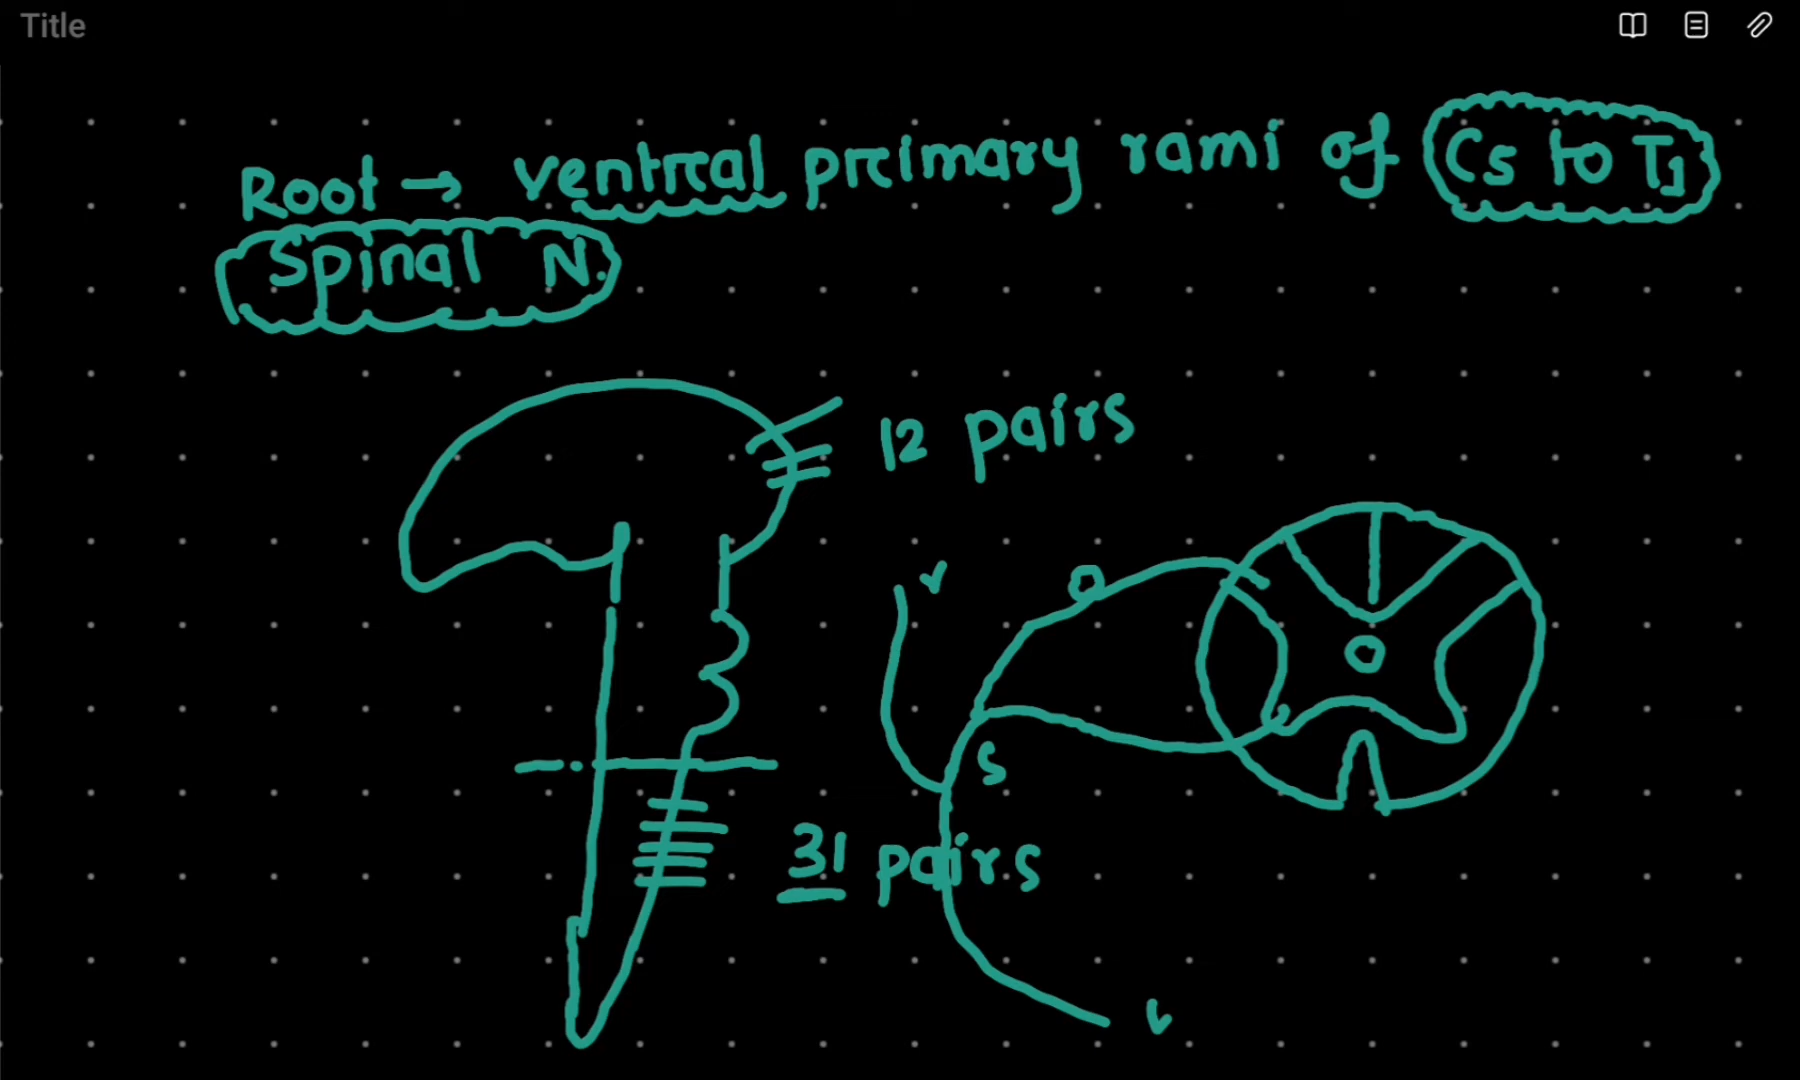 Title
Root → ventral primary rami of C5 to T1
Spinal N.
12 pairs
S
31 pairs